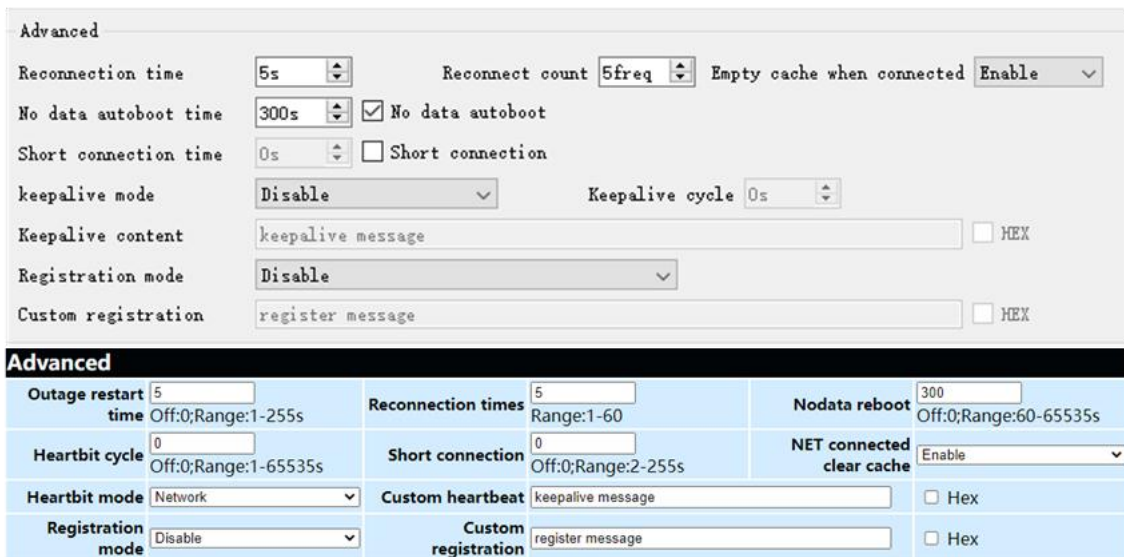 Advanced
Reconnection time 5s Reconnect count 5freq Empty cache when connected Enable
No data autoboot time 300s No data autoboot
Short connection time 0s Short connection
keepalive mode Disable Keepalive cycle 0s
Keepalive content keepalive message HEX
Registration mode Disable
Custom registration register message HEX
Advanced
Outage restart time 5 Off:0;Range:1-255s Reconnection times 5 Range:1-60 Nodata reboot 300 Off:0;Range:60-65535s
Heartbit cycle 0 Off:0;Range:1-65535s Short connection 0 Off:0;Range:2-255s NET connected clear cache Enable
Heartbit mode Network Custom heartbeat keepalive message Hex
Registration mode Disable Custom registration register message Hex